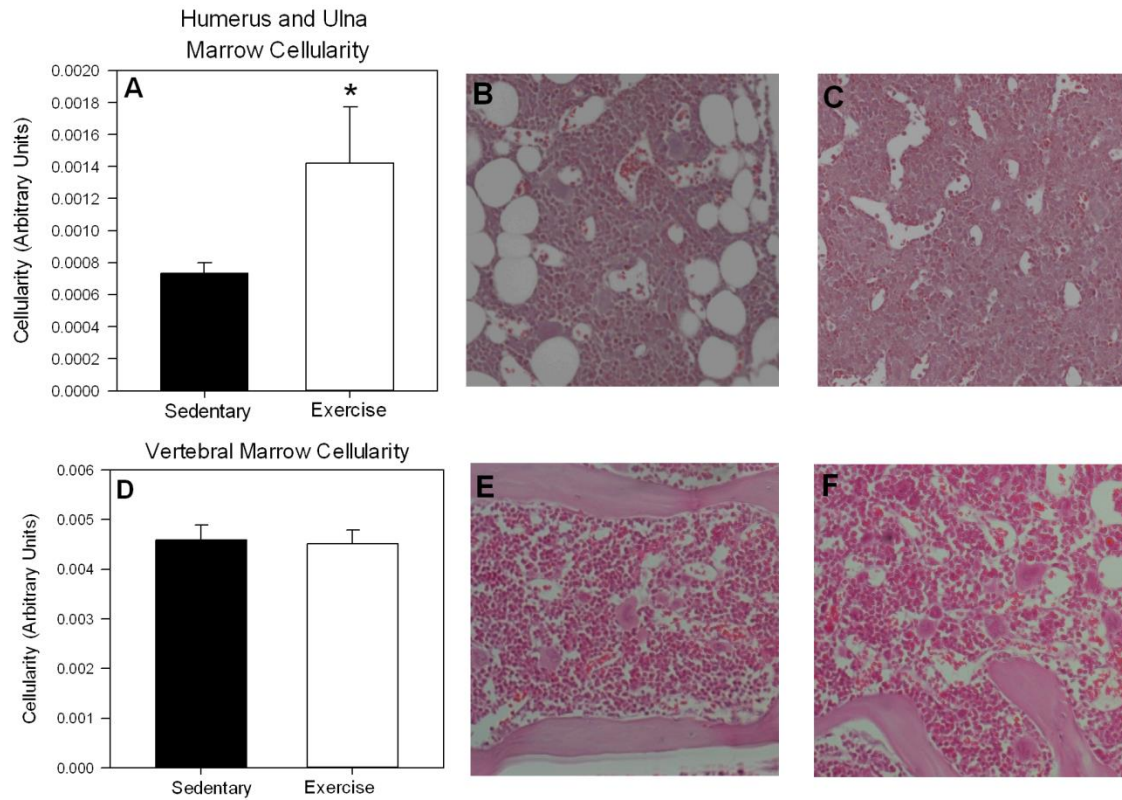 Humerus and Ulna
Marrow Cellularity
A
B
C
*
Cellularity (Arbitrary Units)
0.0020
0.0018
0.0016
0.0014
0.0012
0.0010
0.0008
0.0006
0.0004
0.0002
0.0000
Sedentary Exercise
Vertebral Marrow Cellularity
D
E
F
Cellularity (Arbitrary Units)
0.006
0.005
0.004
0.003
0.002
0.001
0.000
Sedentary Exercise